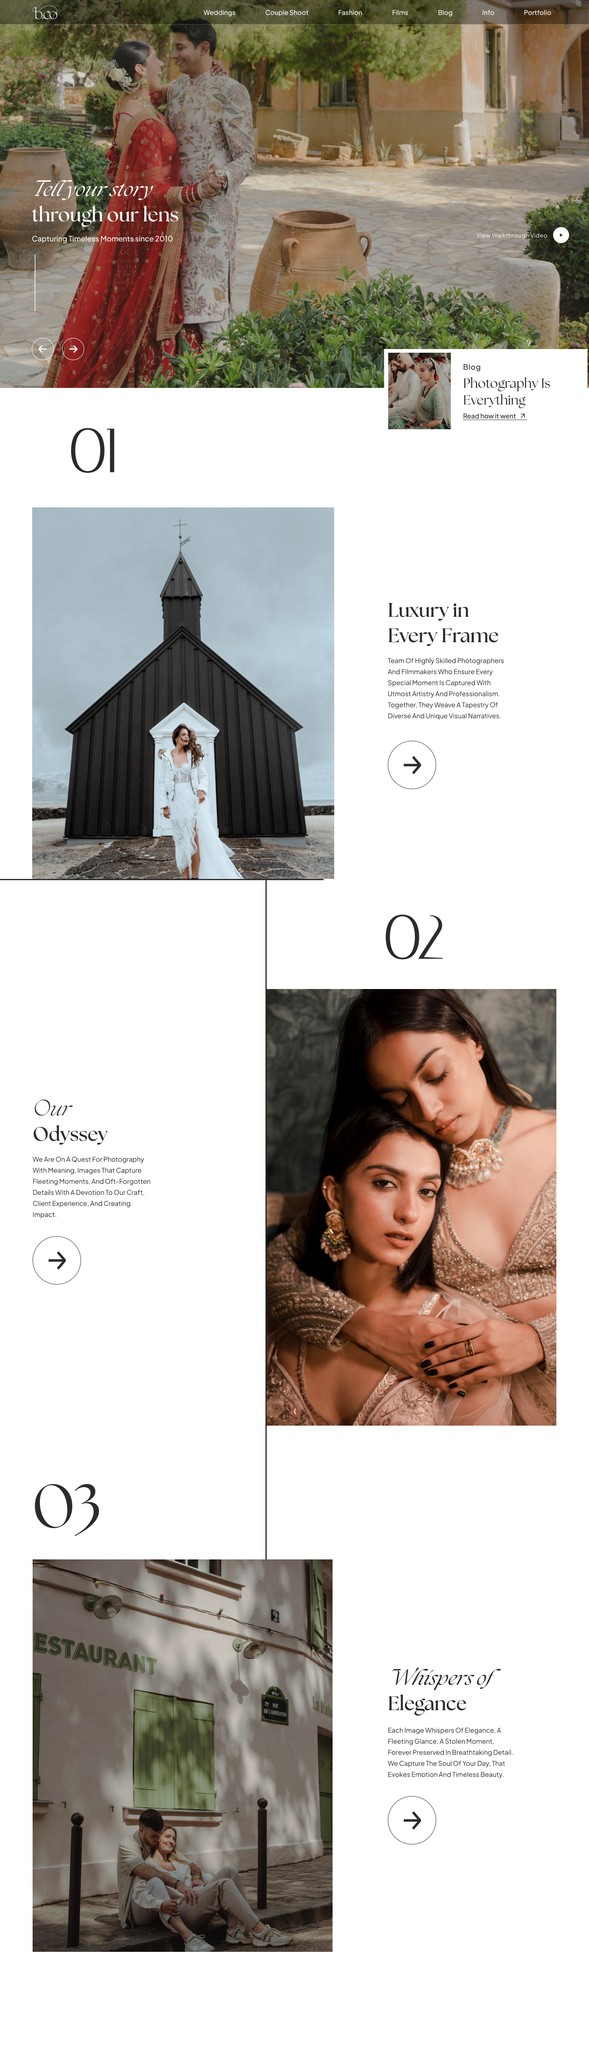 bco
Weddings
Couple Shoot
Fashion
Films
Blog
Info
Portfolio
Tell your story
through our lens
Capturing Timeless Moments since 2010
View Walkthrough Video
Blog
Photography Is
Everything
Read how it went
01
Luxury in
Every Frame
Team Of Highly Skilled Photographers
And Filmmakers Who Ensure Every
Special Moment Is Captured With
Utmost Artistry And Professionalism.
Together, They Weave A Tapestry Of
Diverse And Unique Visual Narratives.
02
Our
Odyssey
We Are On A Quest For Photography
With Meaning, Images That Capture
Fleeting Moments, And Oft-Forgotten
Details With A Devotion To Our Craft,
Client Experience, And Creating
Impact.
03
ESTAURANT
2
RUE
Whispers of
Elegance
Each Image Whispers Of Elegance, A
Fleeting Glance, A Stolen Moment,
Forever Preserved In Breathtaking Detail.
We Capture The Soul Of Your Day, That
Evokes Emotion And Timeless Beauty.